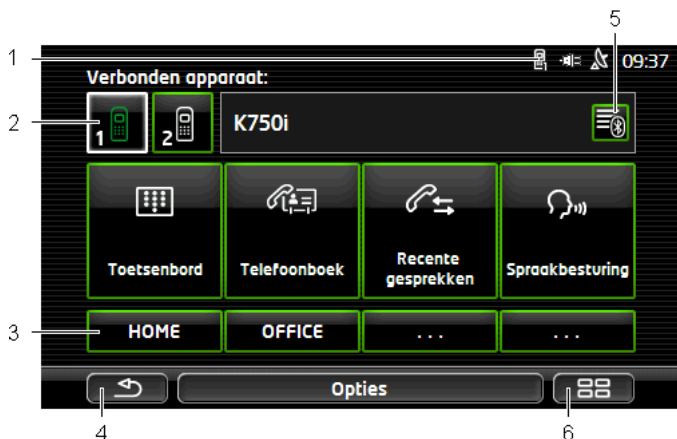 5
1
09:37
Verbonden apparaat:
2
1
2
K750i
Toetsenbord
Telefoonboek
Recente
gesprekken
Spraakbesturing
3
HOME
OFFICE
...
...
Opties
4
6